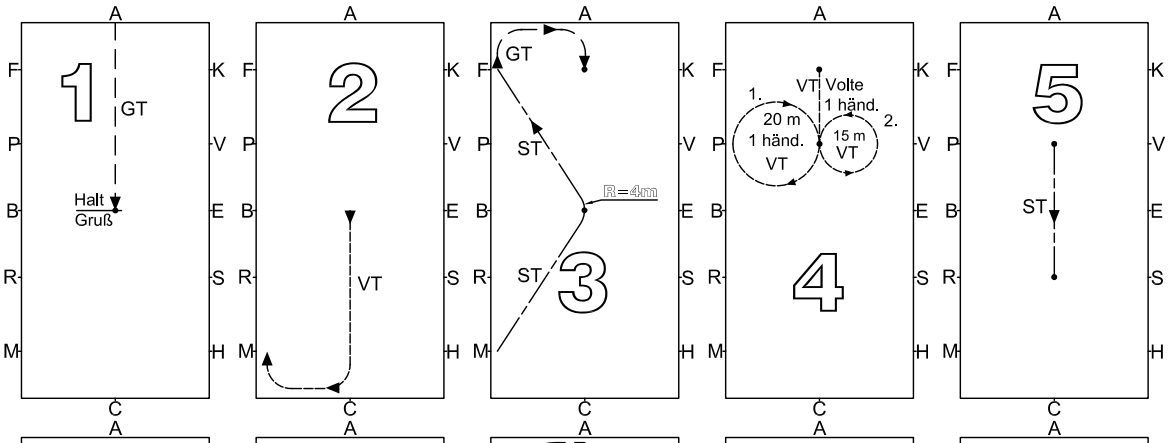 A
F
K
1
GT
P
V
Halt
Gruß
B
E
R
S
M
H
C
A
F
K
2
P
V
B
E
VT
R
S
M
H
C
A
GT
F
K
ST
P
V
R=4m
B
E
ST
R
S
3
M
H
C
A
F
K
VT Volte
1 händ.
1.
20 m
2.
1 händ.
15 m
P
V
VT
VT
B
E
R
S
4
M
H
C
A
F
K
5
P
V
ST
B
E
R
S
M
H
C
A
A
A
A
A